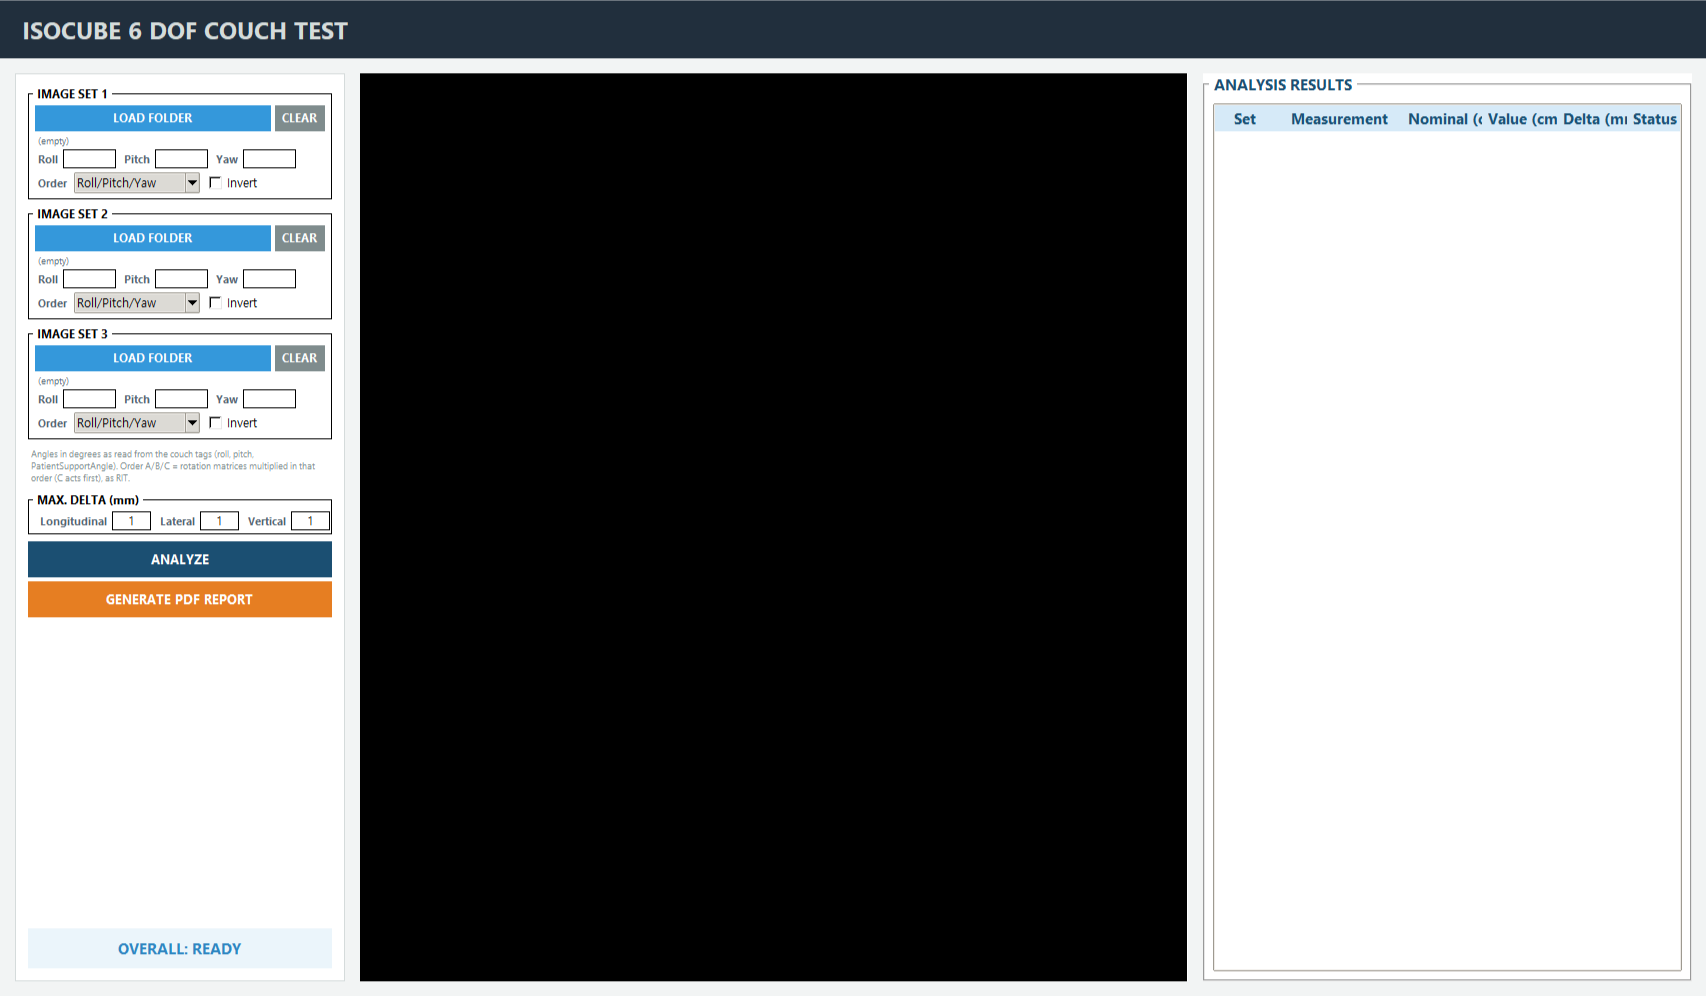 ISOCUBE 6 DOF COUCH TEST
IMAGE SET 1
LOAD FOLDER CLEAR
(empty)
Roll Pitch Yaw
Order Roll/Pitch/Yaw Invert
IMAGE SET 2
LOAD FOLDER CLEAR
(empty)
Roll Pitch Yaw
Order Roll/Pitch/Yaw Invert
IMAGE SET 3
LOAD FOLDER CLEAR
(empty)
Roll Pitch Yaw
Order Roll/Pitch/Yaw Invert
Angles in degrees as read from the couch tags (roll, pitch,
PatientSupportAngle). Order A/B/C = rotation matrices multiplied in that
order (C acts first), as RIT.
MAX. DELTA (mm)
Longitudinal 1 Lateral 1 Vertical 1
ANALYZE
GENERATE PDF REPORT
OVERALL: READY
ANALYSIS RESULTS
Set Measurement Nominal (c Value (cm Delta (m Status